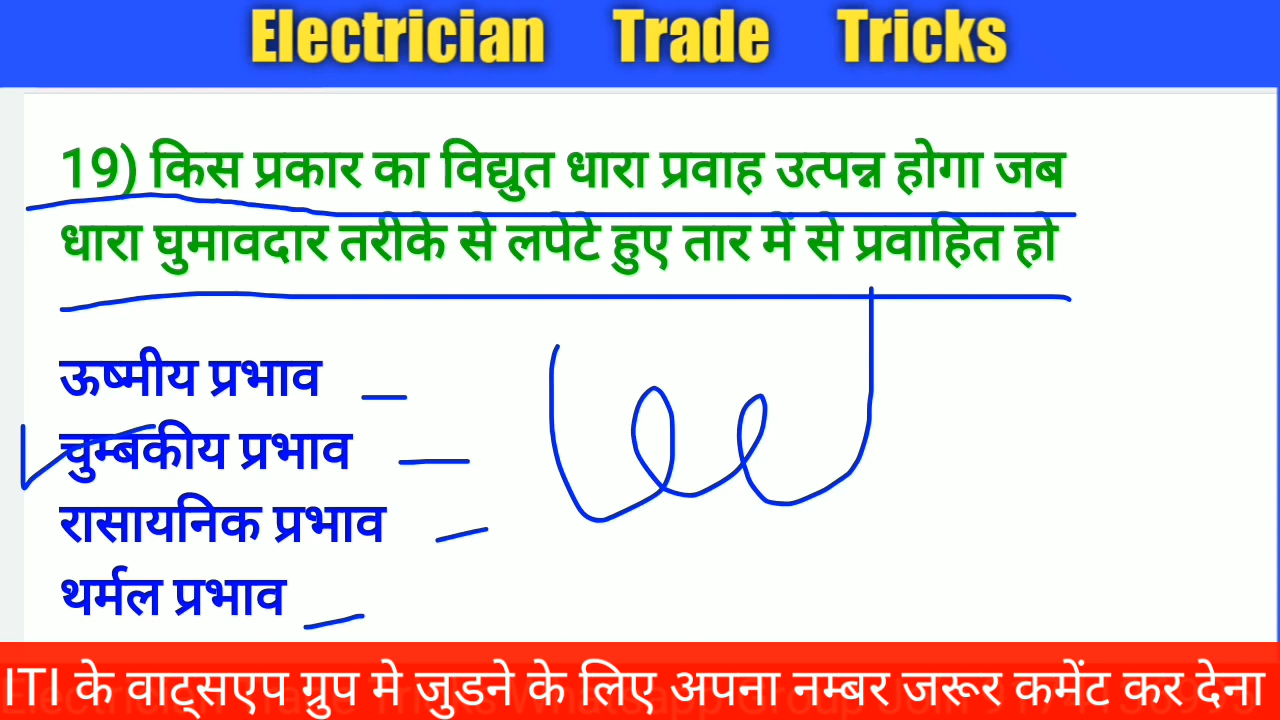 Electrician Trade Tricks
19) किस प्रकार का विद्युत धारा प्रवाह उत्पन्न होगा जब
धारा घुमावदार तरीके से लपेटे हुए तार में से प्रवाहित हो
ऊष्मीय प्रभाव
चुम्बकीय प्रभाव
रासायनिक प्रभाव
थर्मल प्रभाव
ITI के वाट्सएप ग्रुप मे जुडने के लिए अपना नम्बर जरूर कमेंट कर देना